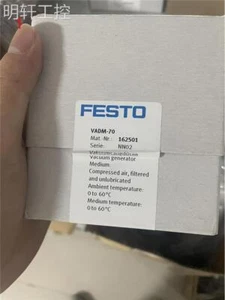 明轩工控
FESTO
VADM-70
Mat.-Nr. 162501
Serie: NN02
Vacuum generator
Medium:
Compressed air, filtered
and unlubricated
Ambient temperature:
0 to 60°C
Medium temperature:
0 to 60°C